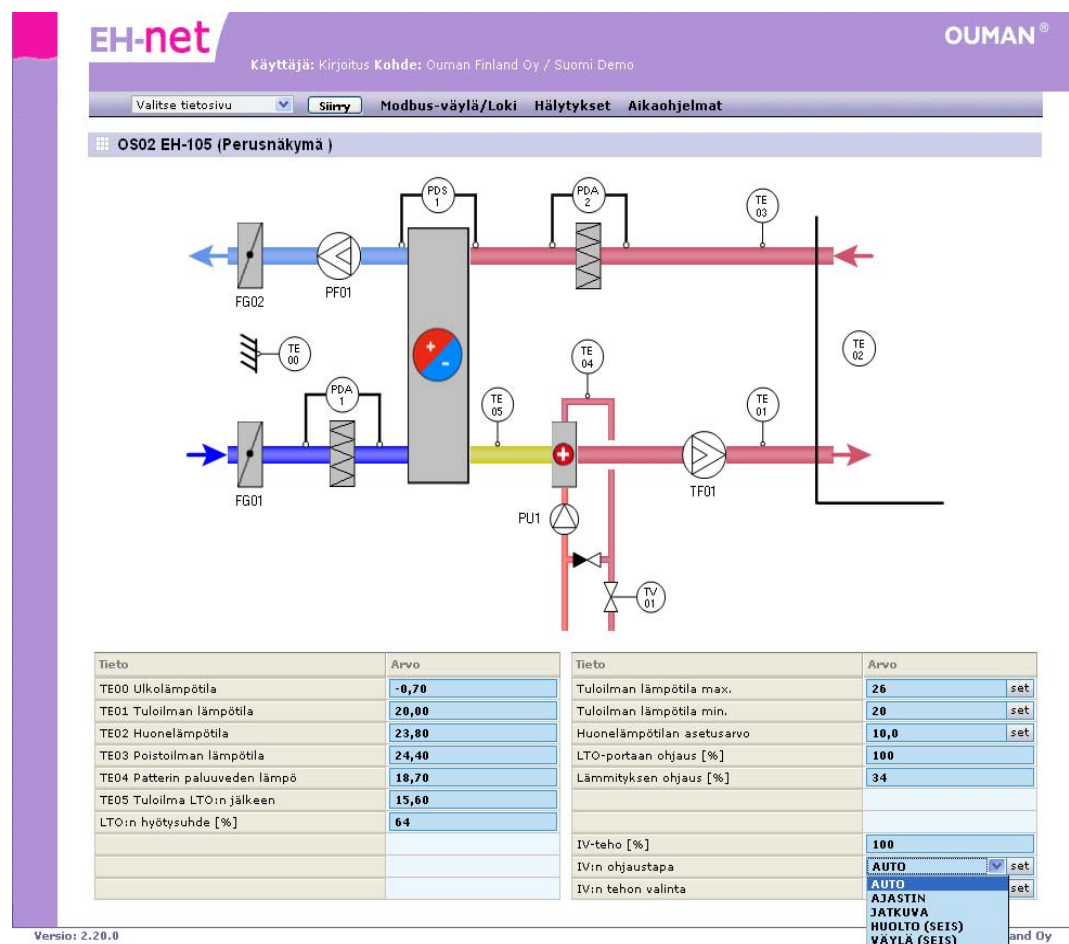 EH-net
OUMAN ®
Käyttäjä: Kirjoitus Kohde: Ouman Finland Oy / Suomi Demo
Valitse tietosivu Siirry Modbus-väylä/Loki Hälytykset Aikaohjelmat
OS02 EH-105 (Perusnäkymä )
PDS 1
PDA 2
TE 03
FG02
PF01
TE 00
TE 04
TE 02
PDA 1
TE 05
TE 01
FG01
TF01
PU1
TV 01
Tieto Arvo
TE00 Ulkolämpötila -0,70
TE01 Tuloilman lämpötila 20,00
TE02 Huonelämpötila 23,80
TE03 Poistoilman lämpötila 24,40
TE04 Patterin paluuveden lämpö 18,70
TE05 Tuloilma LTO:n jälkeen 15,60
LTO:n hyötysuhde [%] 64
Tieto Arvo
Tuloilman lämpötila max. 26 set
Tuloilman lämpötila min. 20 set
Huonelämpötilan asetusarvo 10,0 set
LTO-portaan ohjaus [%] 100
Lämmityksen ohjaus [%] 34
IV-teho [%] 100
IV:n ohjaustapa AUTO set
IV:n tehon valinta set
AUTO
AJASTIN
JATKUVA
HUOLTO (SEIS)
VÄYLÄ (SEIS)
Versio: 2.20.0
and Oy